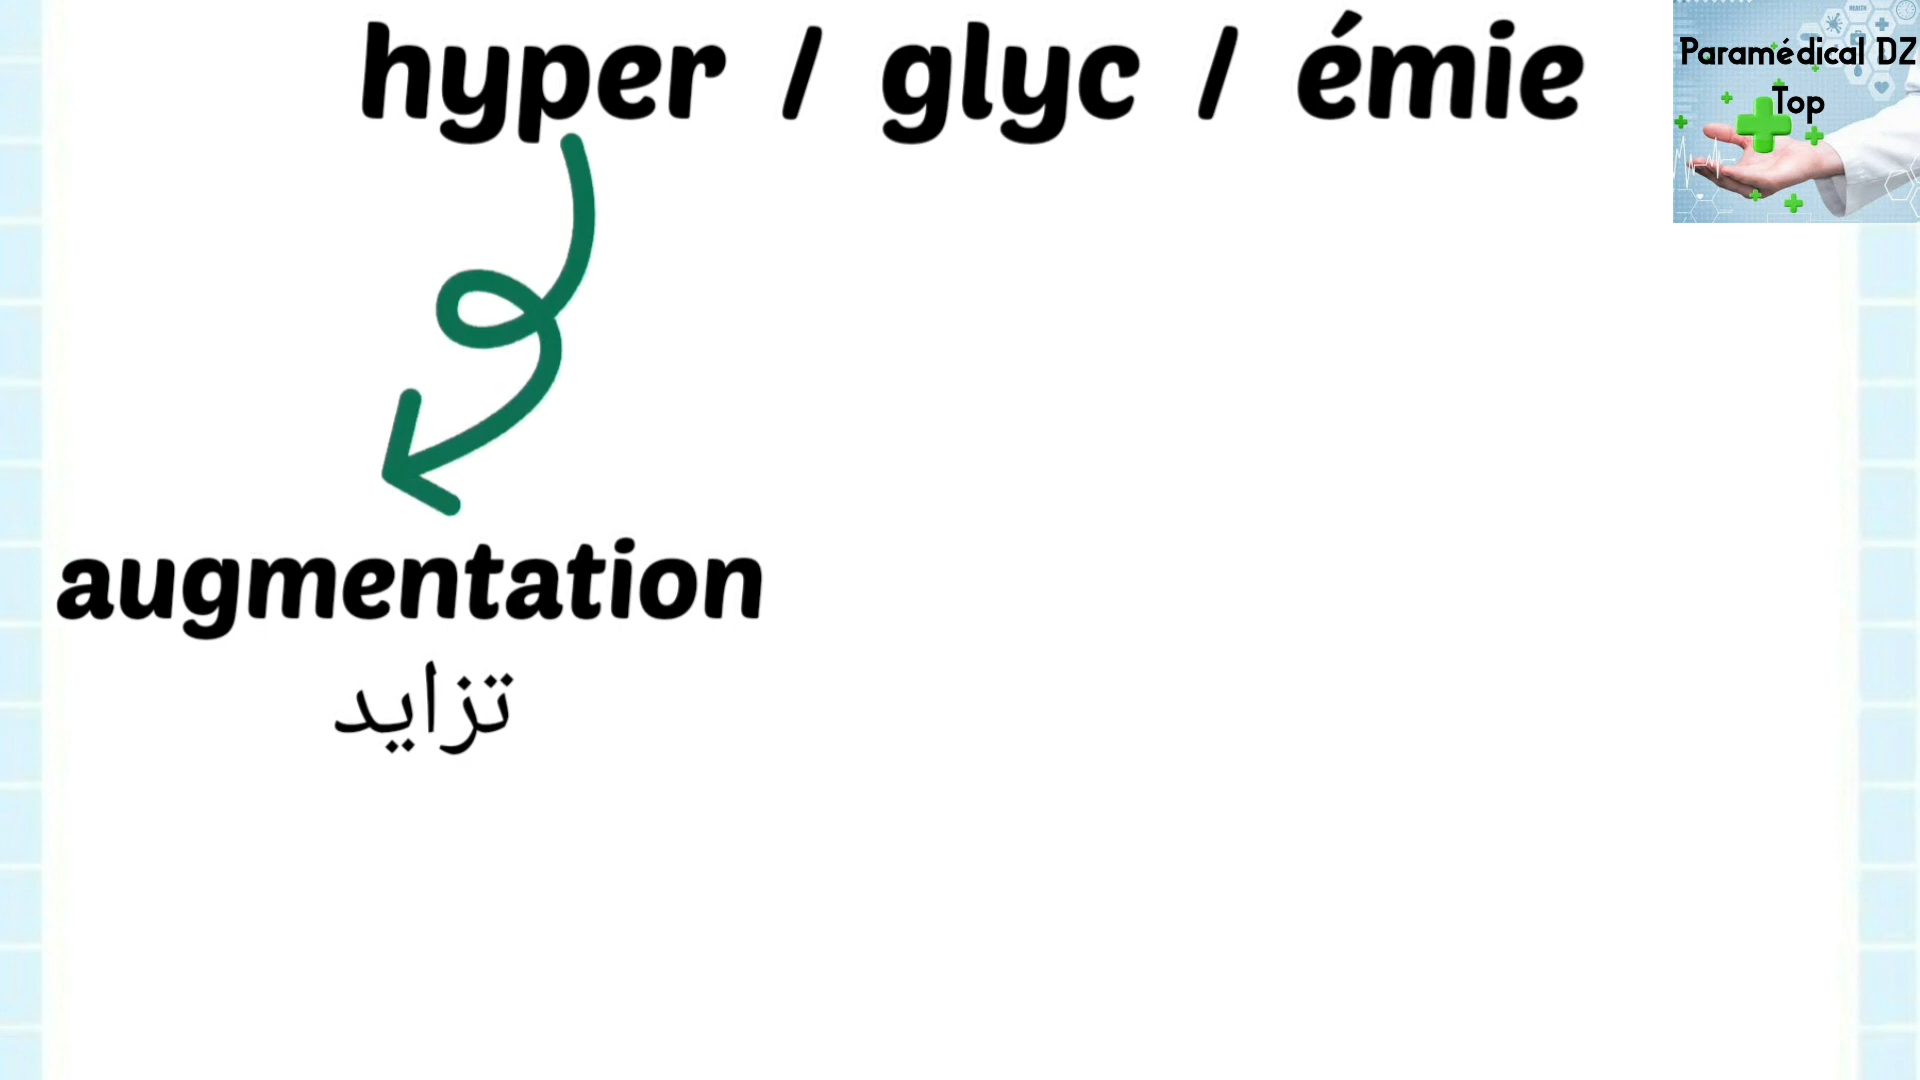 hyper / glyc / émie
Paramédical DZ
Top
augmentation
تزايد